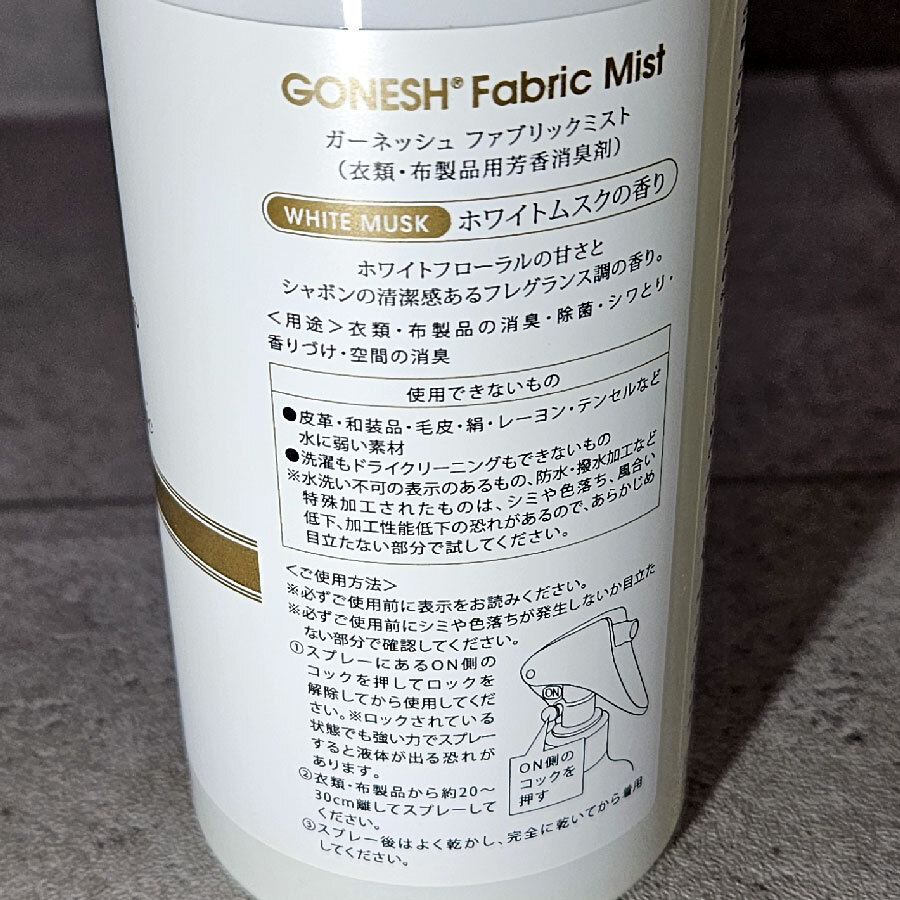 GONESH® Fabric Mist
ガーネッシュ ファブリックミスト
（衣類・布製品用芳香消臭剤）
WHITE MUSK ホワイトムスクの香り
ホワイトフローラルの甘さと
シャボンの清潔感あるフレグランス調の香り。
＜用途＞衣類・布製品の消臭・除菌・シワとり・
香りづけ・空間の消臭
使用できないもの
●皮革・和装品・毛皮・絹・レーヨン・テンセルなど
水に弱い素材
●洗濯もドライクリーニングもできないもの
※水洗い不可の表示のあるもの、防水・撥水加工など
特殊加工されたものは、シミや色落ち、風合い
低下、加工性能低下の恐れがあるので、あらかじめ
目立たない部分で試してください。
＜ご使用方法＞
※必ずご使用前に表示をお読みください。
※必ずご使用前にシミや色落ちが発生しないか目立た
ない部分で確認してください。
①スプレーにあるON側の
コックを押してロックを
解除してから使用してくだ
さい。※ロックされている
状態でも強い力でスプレー
すると液体が出る恐れが
あります。
②衣類・布製品から約20～
30cm離してスプレーして
ください。
③スプレー後はよく乾かし、完全に乾いてから着用
してください。
ON
ON側の
コックを
押す